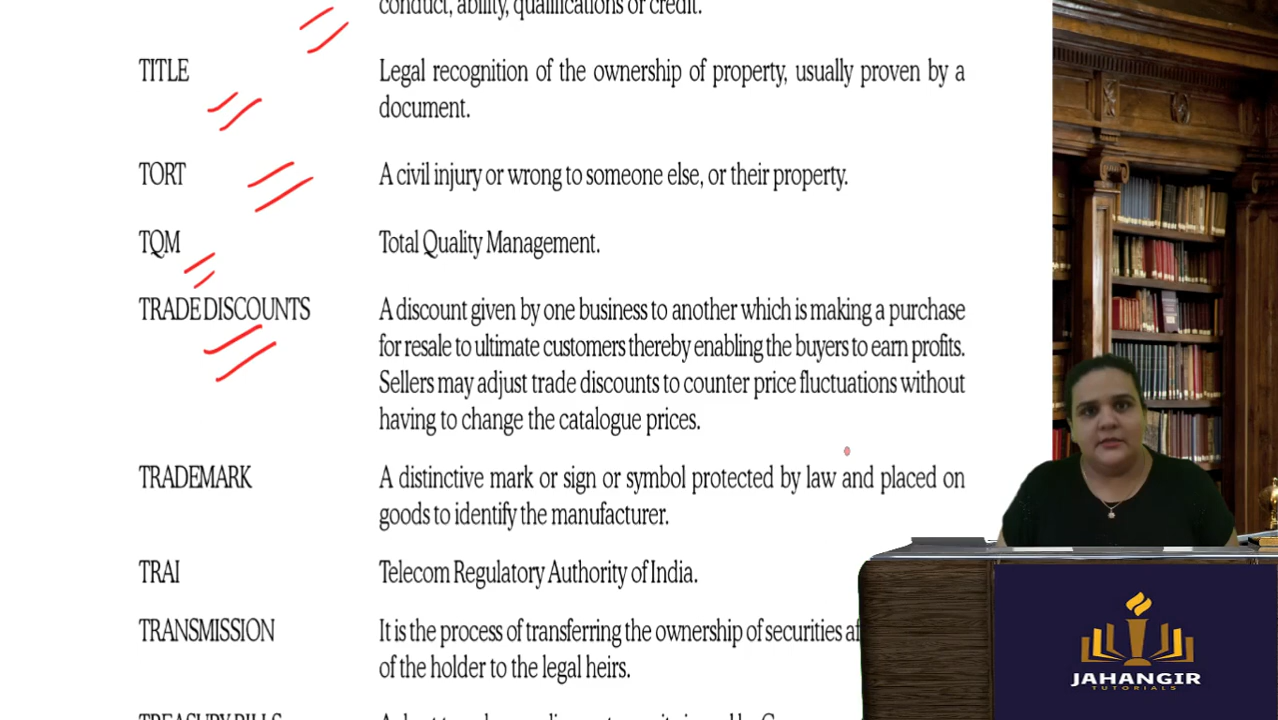 conduct, ability, qualifications or credit.
TITLE Legal recognition of the ownership of property, usually proven by a
document.
TORT A civil injury or wrong to someone else, or their property.
TQM Total Quality Management.
TRADE DISCOUNTS A discount given by one business to another which is making a purchase
for resale to ultimate customers thereby enabling the buyers to earn profits.
Sellers may adjust trade discounts to counter price fluctuations without
having to change the catalogue prices.
TRADEMARK A distinctive mark or sign or symbol protected by law and placed on
goods to identify the manufacturer.
TRAI Telecom Regulatory Authority of India.
TRANSMISSION It is the process of transferring the ownership of securities
of the holder to the legal heirs.
TREASURY BILLS
JAHANGIR
TUTORIALS